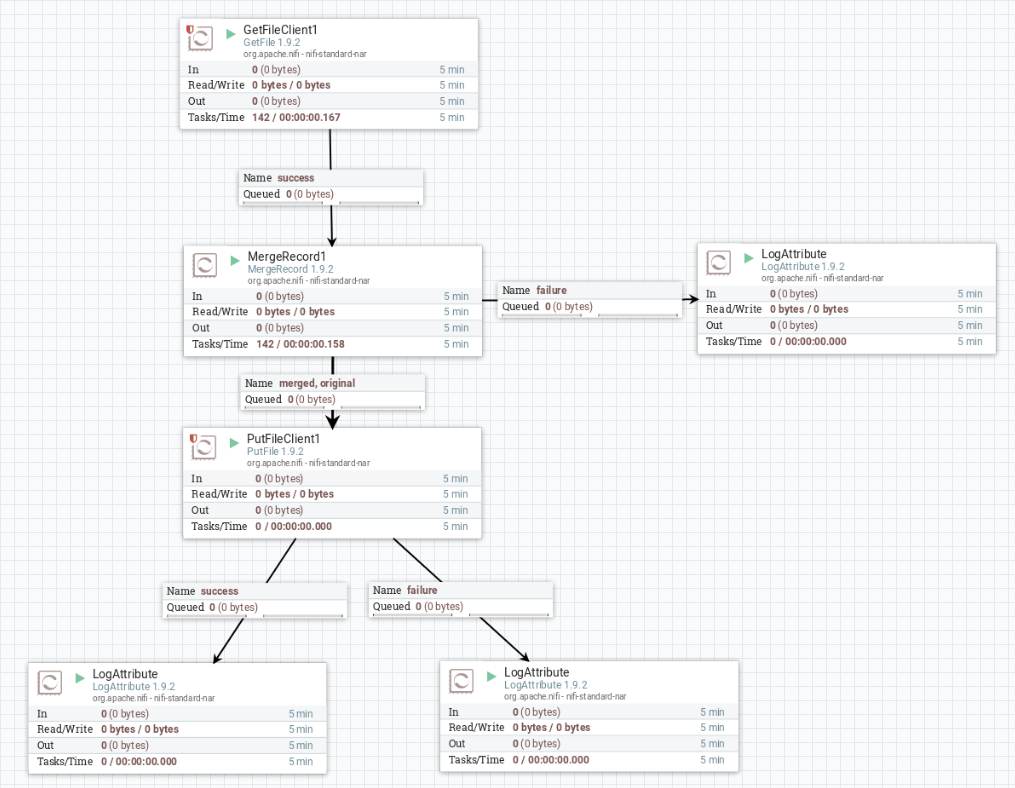 GetFileClient1
GetFile 1.9.2
org.apache.nifi - nifi-standard-nar
In 0 (0 bytes) 5 min
Read/Write 0 bytes / 0 bytes 5 min
Out 0 (0 bytes) 5 min
Tasks/Time 142 / 00:00:00.167 5 min
Name success
Queued 0 (0 bytes)
MergeRecord1
MergeRecord 1.9.2
org.apache.nifi - nifi-standard-nar
In 0 (0 bytes) 5 min
Read/Write 0 bytes / 0 bytes 5 min
Out 0 (0 bytes) 5 min
Tasks/Time 142 / 00:00:00.158 5 min
Name failure
Queued 0 (0 bytes)
LogAttribute
LogAttribute 1.9.2
org.apache.nifi - nifi-standard-nar
In 0 (0 bytes) 5 min
Read/Write 0 bytes / 0 bytes 5 min
Out 0 (0 bytes) 5 min
Tasks/Time 0 / 00:00:00.000 5 min
Name merged, original
Queued 0 (0 bytes)
PutFileClient1
PutFile 1.9.2
org.apache.nifi - nifi-standard-nar
In 0 (0 bytes) 5 min
Read/Write 0 bytes / 0 bytes 5 min
Out 0 (0 bytes) 5 min
Tasks/Time 0 / 00:00:00.000 5 min
Name success
Queued 0 (0 bytes)
Name failure
Queued 0 (0 bytes)
LogAttribute
LogAttribute 1.9.2
org.apache.nifi - nifi-standard-nar
In 0 (0 bytes) 5 min
Read/Write 0 bytes / 0 bytes 5 min
Out 0 (0 bytes) 5 min
Tasks/Time 0 / 00:00:00.000 5 min
LogAttribute
LogAttribute 1.9.2
org.apache.nifi - nifi-standard-nar
In 0 (0 bytes) 5 min
Read/Write 0 bytes / 0 bytes 5 min
Out 0 (0 bytes) 5 min
Tasks/Time 0 / 00:00:00.000 5 min